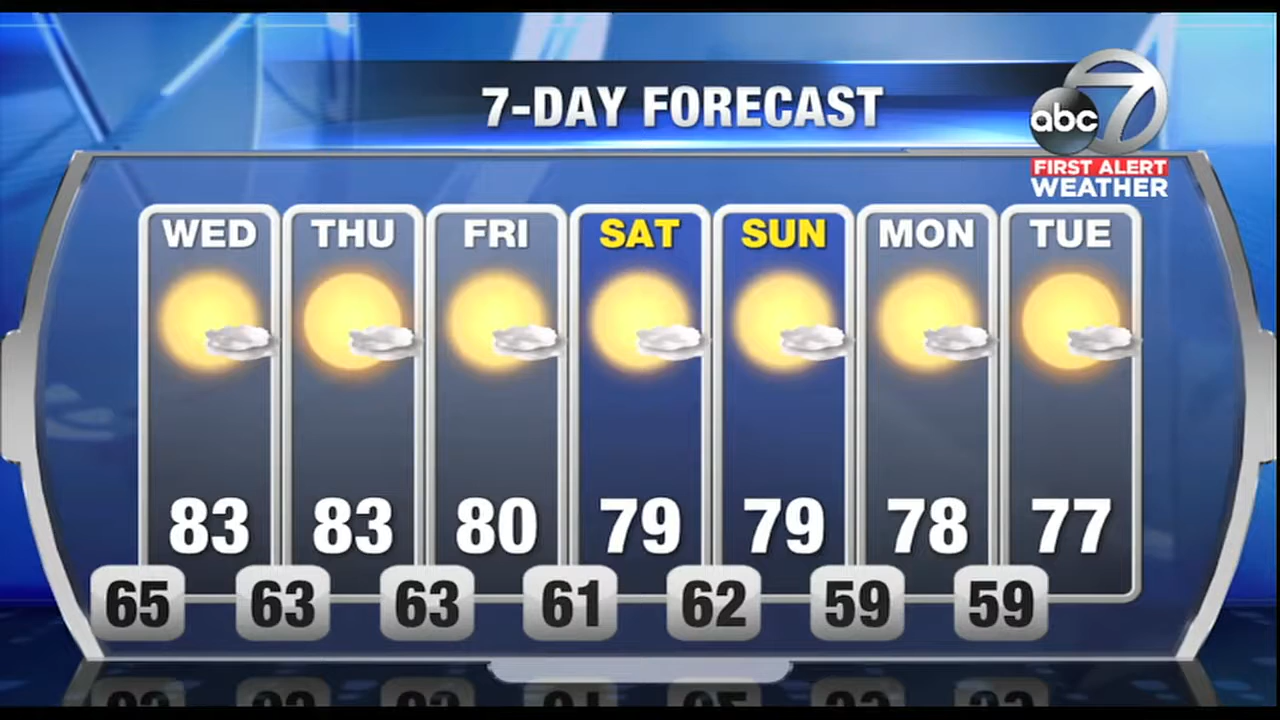 7-DAY FORECAST
abc 7
FIRST ALERT
WEATHER
WED THU FRI SAT SUN MON TUE
83 83 80 79 79 78 77
65 63 63 61 62 59 59